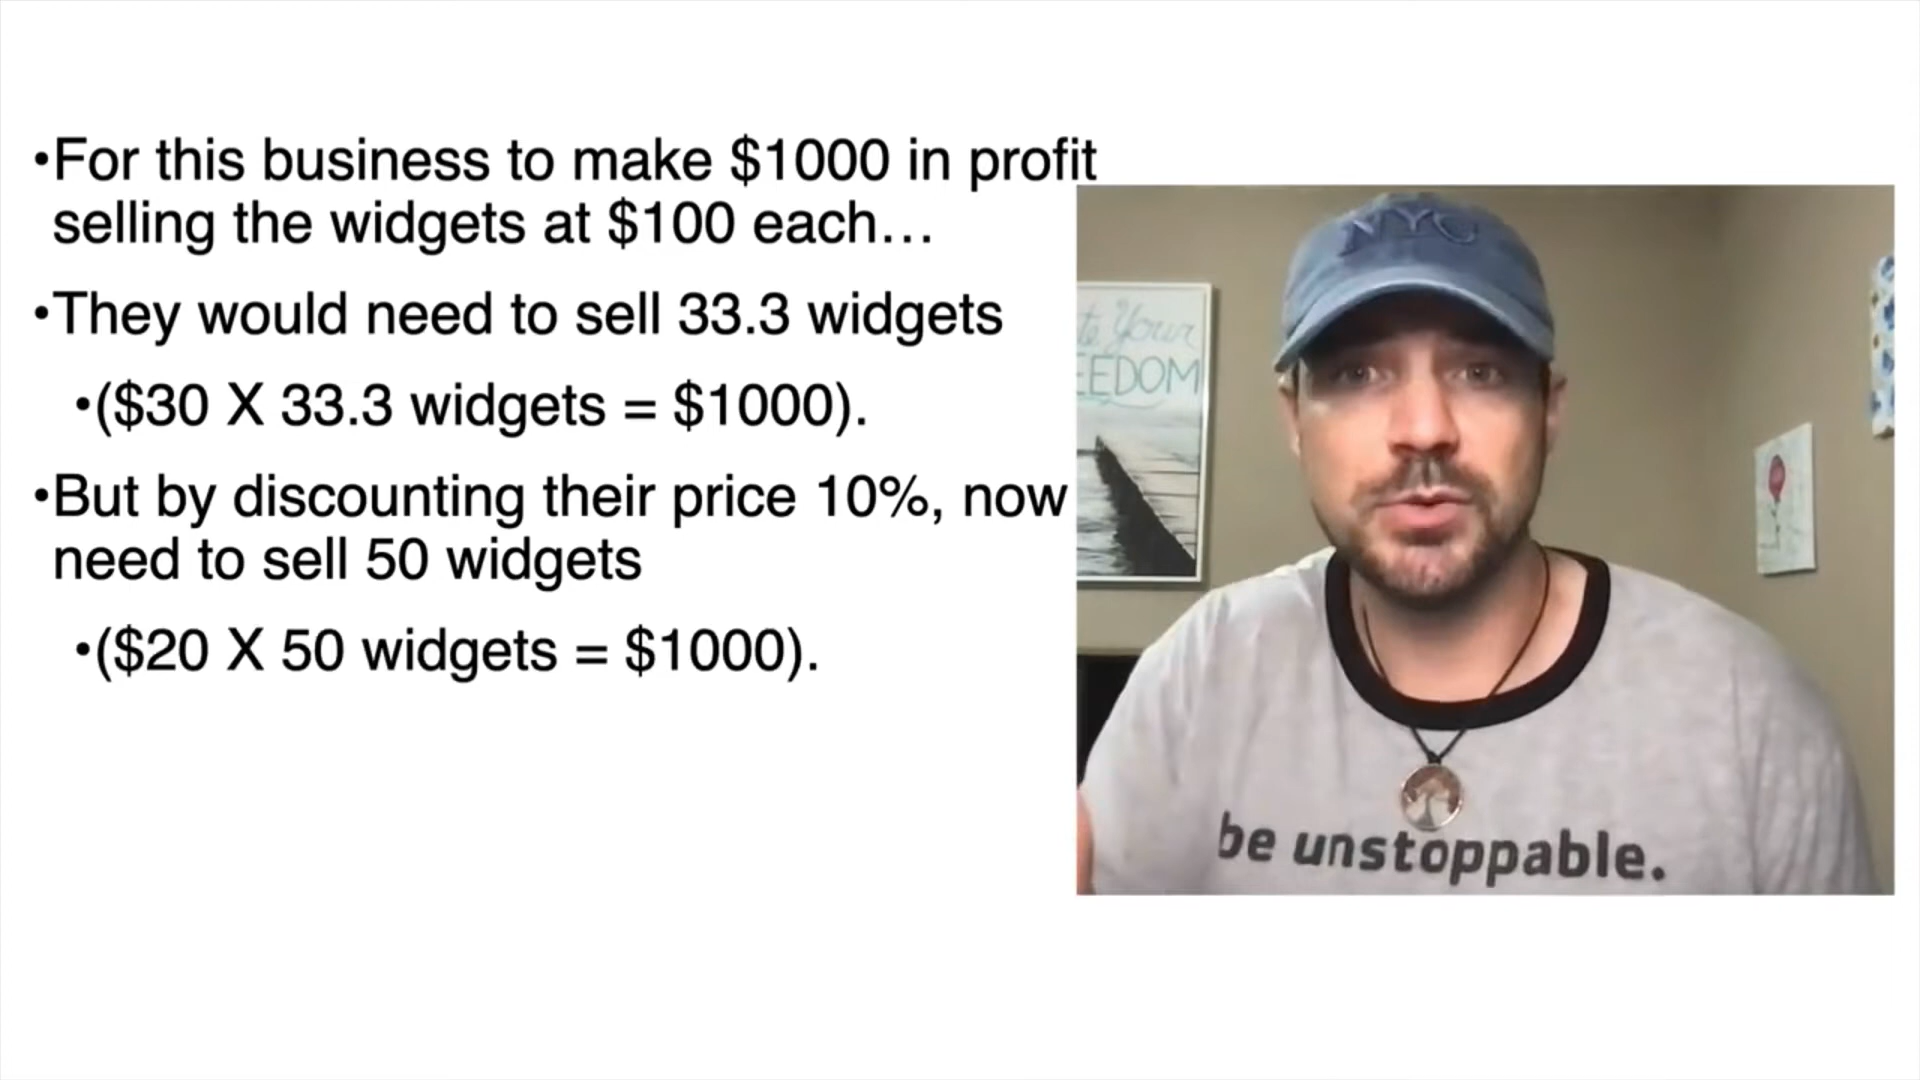 •For this business to make $1000 in profit
selling the widgets at $100 each…
•They would need to sell 33.3 widgets
•($30 X 33.3 widgets = $1000).
•But by discounting their price 10%, now
need to sell 50 widgets
•($20 X 50 widgets = $1000).
NYC
Your
EEDOM
be unstoppable.